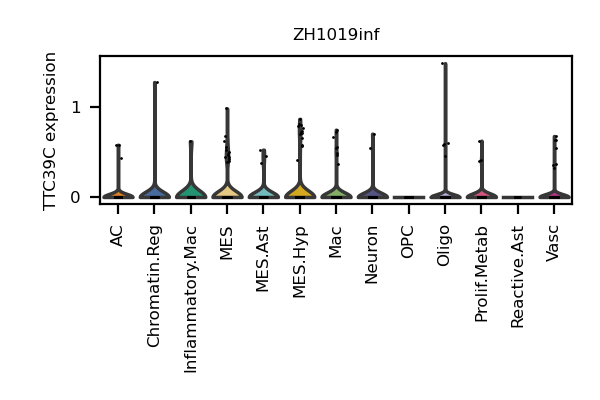 ZH1019inf
TTC39C expression
1
0
AC
Chromatin.Reg
Inflammatory.Mac
MES
MES.Ast
MES.Hyp
Mac
Neuron
OPC
Oligo
Prolif.Metab
Reactive.Ast
Vasc